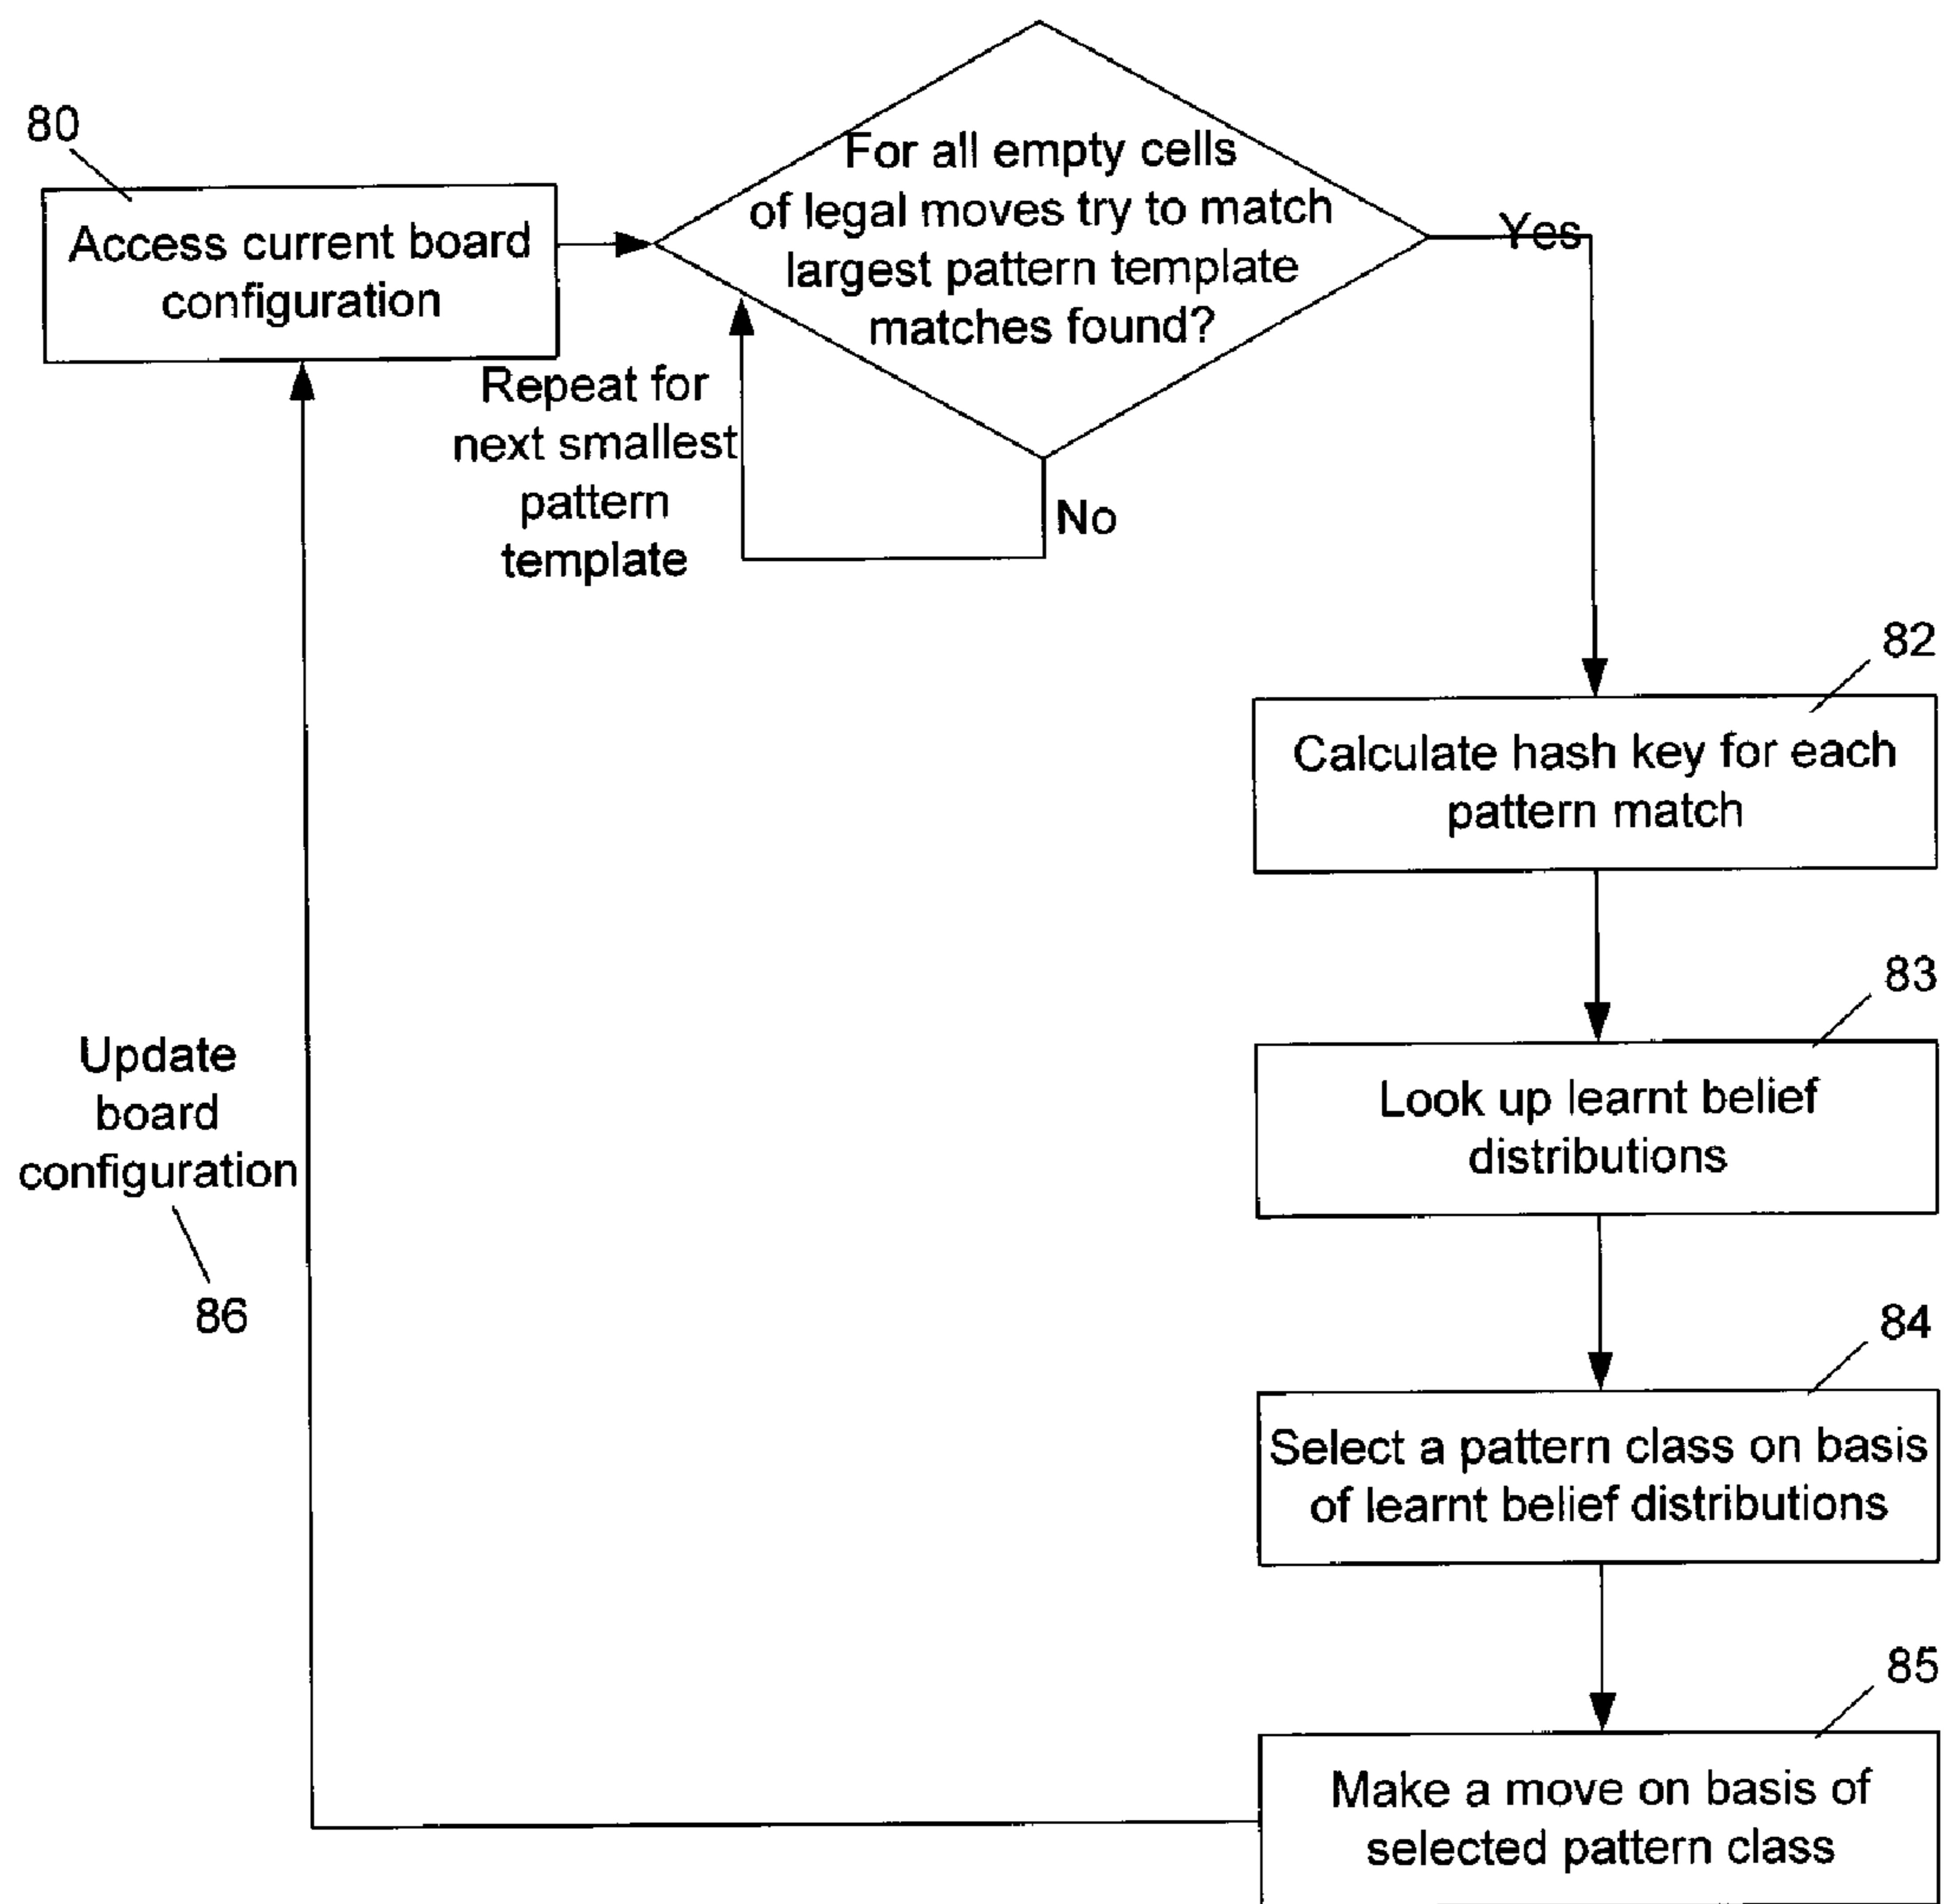 80
Access current board
configuration
For all empty cells
of legal moves try to match
largest pattern template
matches found?
Yes
Repeat for
next smallest
pattern
template
No
82
Calculate hash key for each
pattern match
83
Look up learnt belief
distributions
84
Select a pattern class on basis
of learnt belief distributions
85
Make a move on basis of
selected pattern class
Update
board
configuration
86